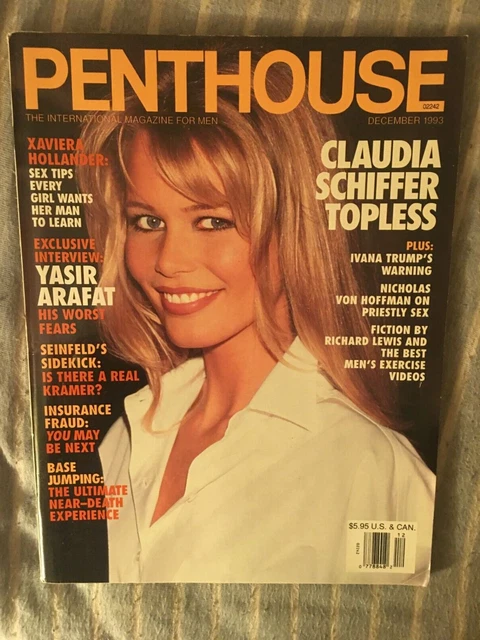 PENTHOUSE
02242
THE INTERNATIONAL MAGAZINE FOR MEN
DECEMBER 1993
XAVIERA
HOLLANDER:
SEX TIPS
EVERY
GIRL WANTS
HER MAN
TO LEARN
EXCLUSIVE
INTERVIEW:
YASIR
ARAFAT
HIS WORST
FEARS
SEINFELD'S
SIDEKICK:
IS THERE A REAL
KRAMER?
INSURANCE
FRAUD:
YOU MAY
BE NEXT
BASE
JUMPING:
THE ULTIMATE
NEAR–DEATH
EXPERIENCE
CLAUDIA
SCHIFFER
TOPLESS
PLUS:
IVANA TRUMP'S
WARNING
NICHOLAS
VON HOFFMAN ON
PRIESTLY SEX
FICTION BY
RICHARD LEWIS AND
THE BEST
MEN'S EXERCISE
VIDEOS
$5.95 U.S. & CAN.
12